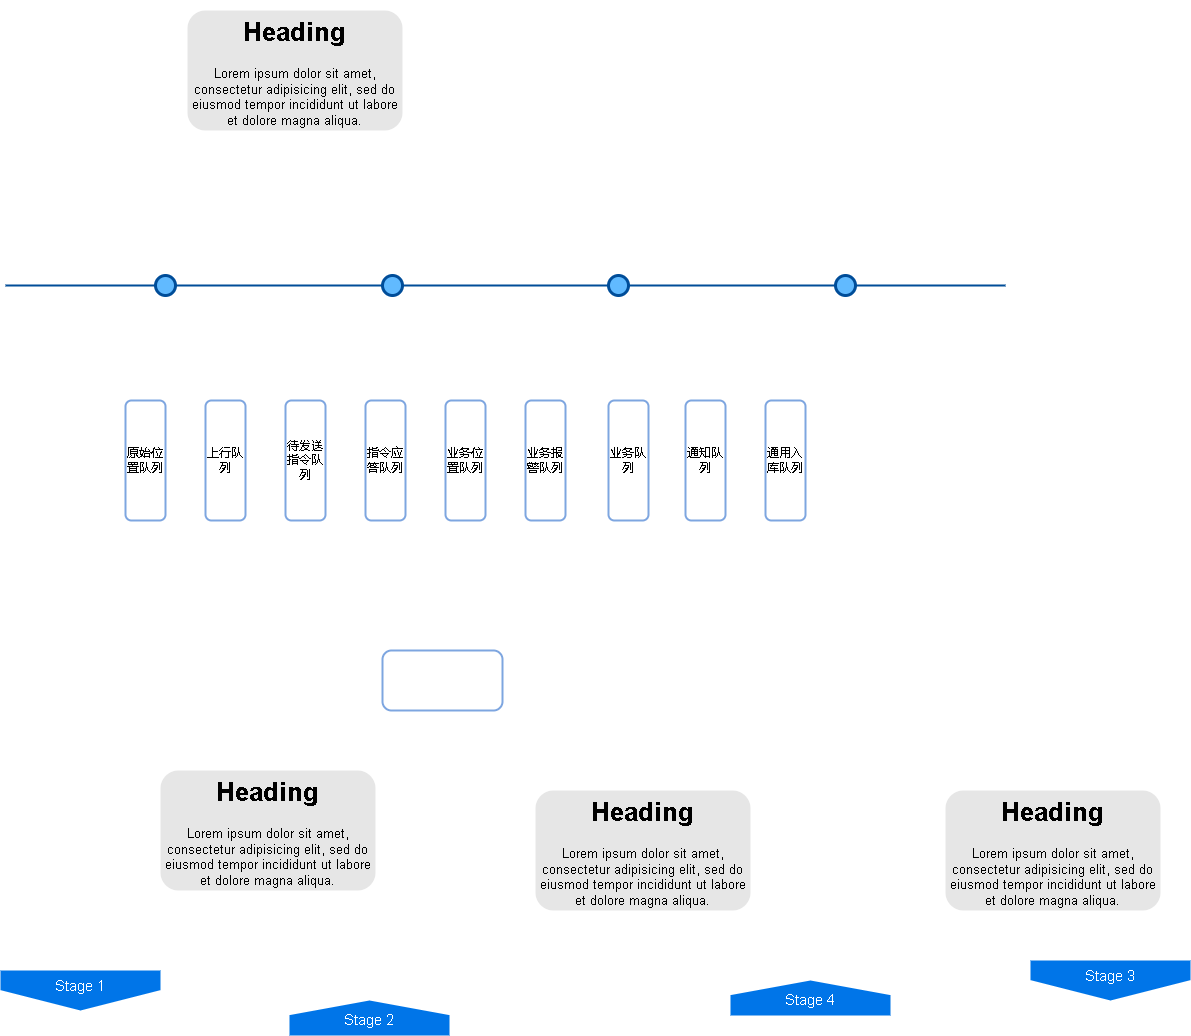 Heading
Lorem ipsum dolor sit amet,
consectetur adipisicing elit, sed do
eiusmod tempor incididunt ut labore
et dolore magna aliqua.
原始位
置队列
上行队
列
待发送
指令队
列
指令应
答队列
业务位
置队列
业务报
警队列
业务队
列
通知队
列
通用入
库队列
Heading
Lorem ipsum dolor sit amet,
consectetur adipisicing elit, sed do
eiusmod tempor incididunt ut labore
et dolore magna aliqua.
Heading
Lorem ipsum dolor sit amet,
consectetur adipisicing elit, sed do
eiusmod tempor incididunt ut labore
et dolore magna aliqua.
Heading
Lorem ipsum dolor sit amet,
consectetur adipisicing elit, sed do
eiusmod tempor incididunt ut labore
et dolore magna aliqua.
Stage 1
Stage 2
Stage 4
Stage 3